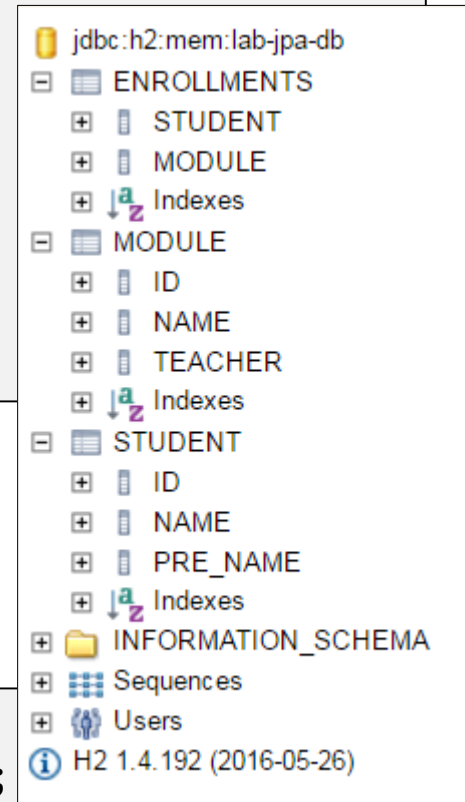 jdbc:h2:mem:lab-jpa-db
ENROLLMENTS
STUDENT
MODULE
Indexes
MODULE
ID
NAME
TEACHER
Indexes
STUDENT
ID
NAME
PRE_NAME
Indexes
INFORMATION_SCHEMA
Sequences
Users
; H2 1.4.192 (2016-05-26)